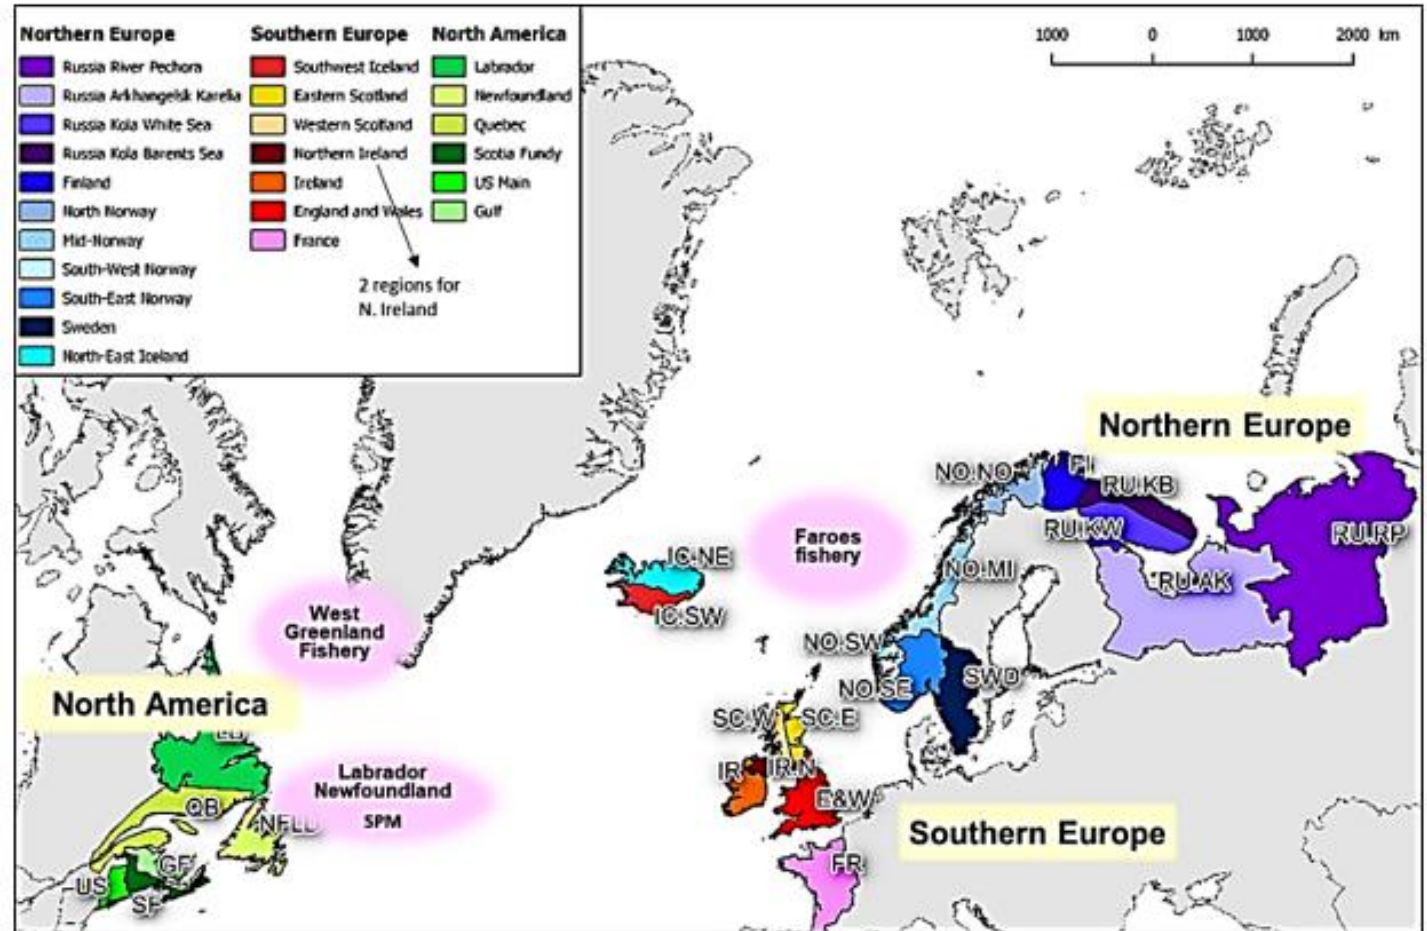 Northern Europe
Russia River Pechora
Russia Arkhangelsk Karelia
Russia Kola White Sea
Russia Kola Barents Sea
Finland
North Norway
Mid-Norway
South-West Norway
South-East Norway
Sweden
North-East Iceland
Southern Europe
Southwest Iceland
Eastern Scotland
Western Scotland
Northern Ireland
Ireland
England and Wales
France
2 regions for
N. Ireland
North America
Labrador
Newfoundland
Quebec
Scotia Fundy
US Main
Gulf
1000 0 1000 2000 km
Northern Europe
NO.NO
FI
RU.KB
RU.KW
RU.RP
RU.AK
NO.MI
Faroes
fishery
IC.NE
IC.SW
West
Greenland
Fishery
NO.SW
NO.SE
SWD
North America
LB
SC.W
SC.E
Labrador
Newfoundland
SPM
IR
IR.N
E&W
QB
NFLD
Southern Europe
GF
US
SF
FR